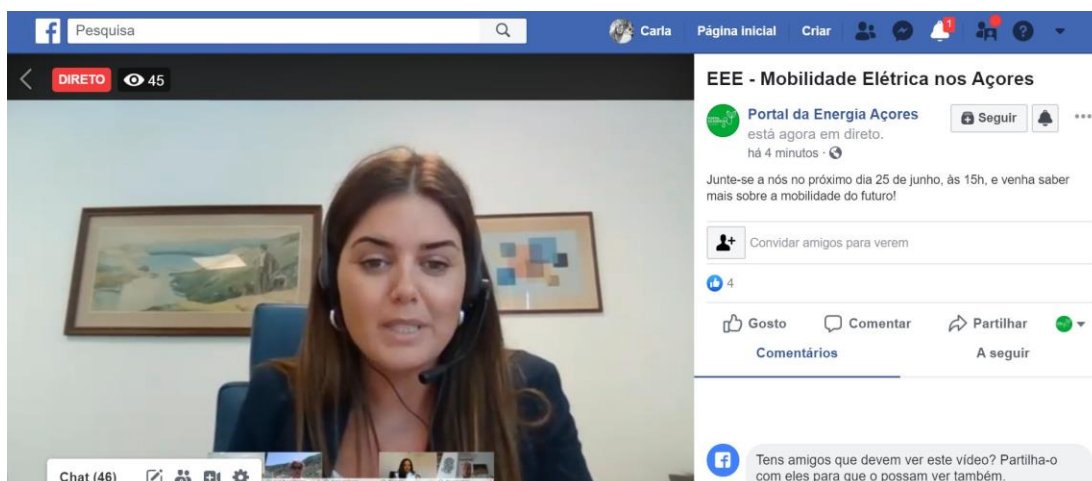 Pesquisa
Carla
Página inicial
Criar
1
DIRETO
45
EEE - Mobilidade Elétrica nos Açores
Portal da Energia Açores
está agora em direto.
há 4 minutos ·
Seguir
Junte-se a nós no próximo dia 25 de junho, às 15h, e venha saber
mais sobre a mobilidade do futuro!
Convidar amigos para verem
4
Gosto
Comentar
Partilhar
Comentários
A seguir
Tens amigos que devem ver este vídeo? Partilha-o
com eles para que o possam ver também.
Chat (46)